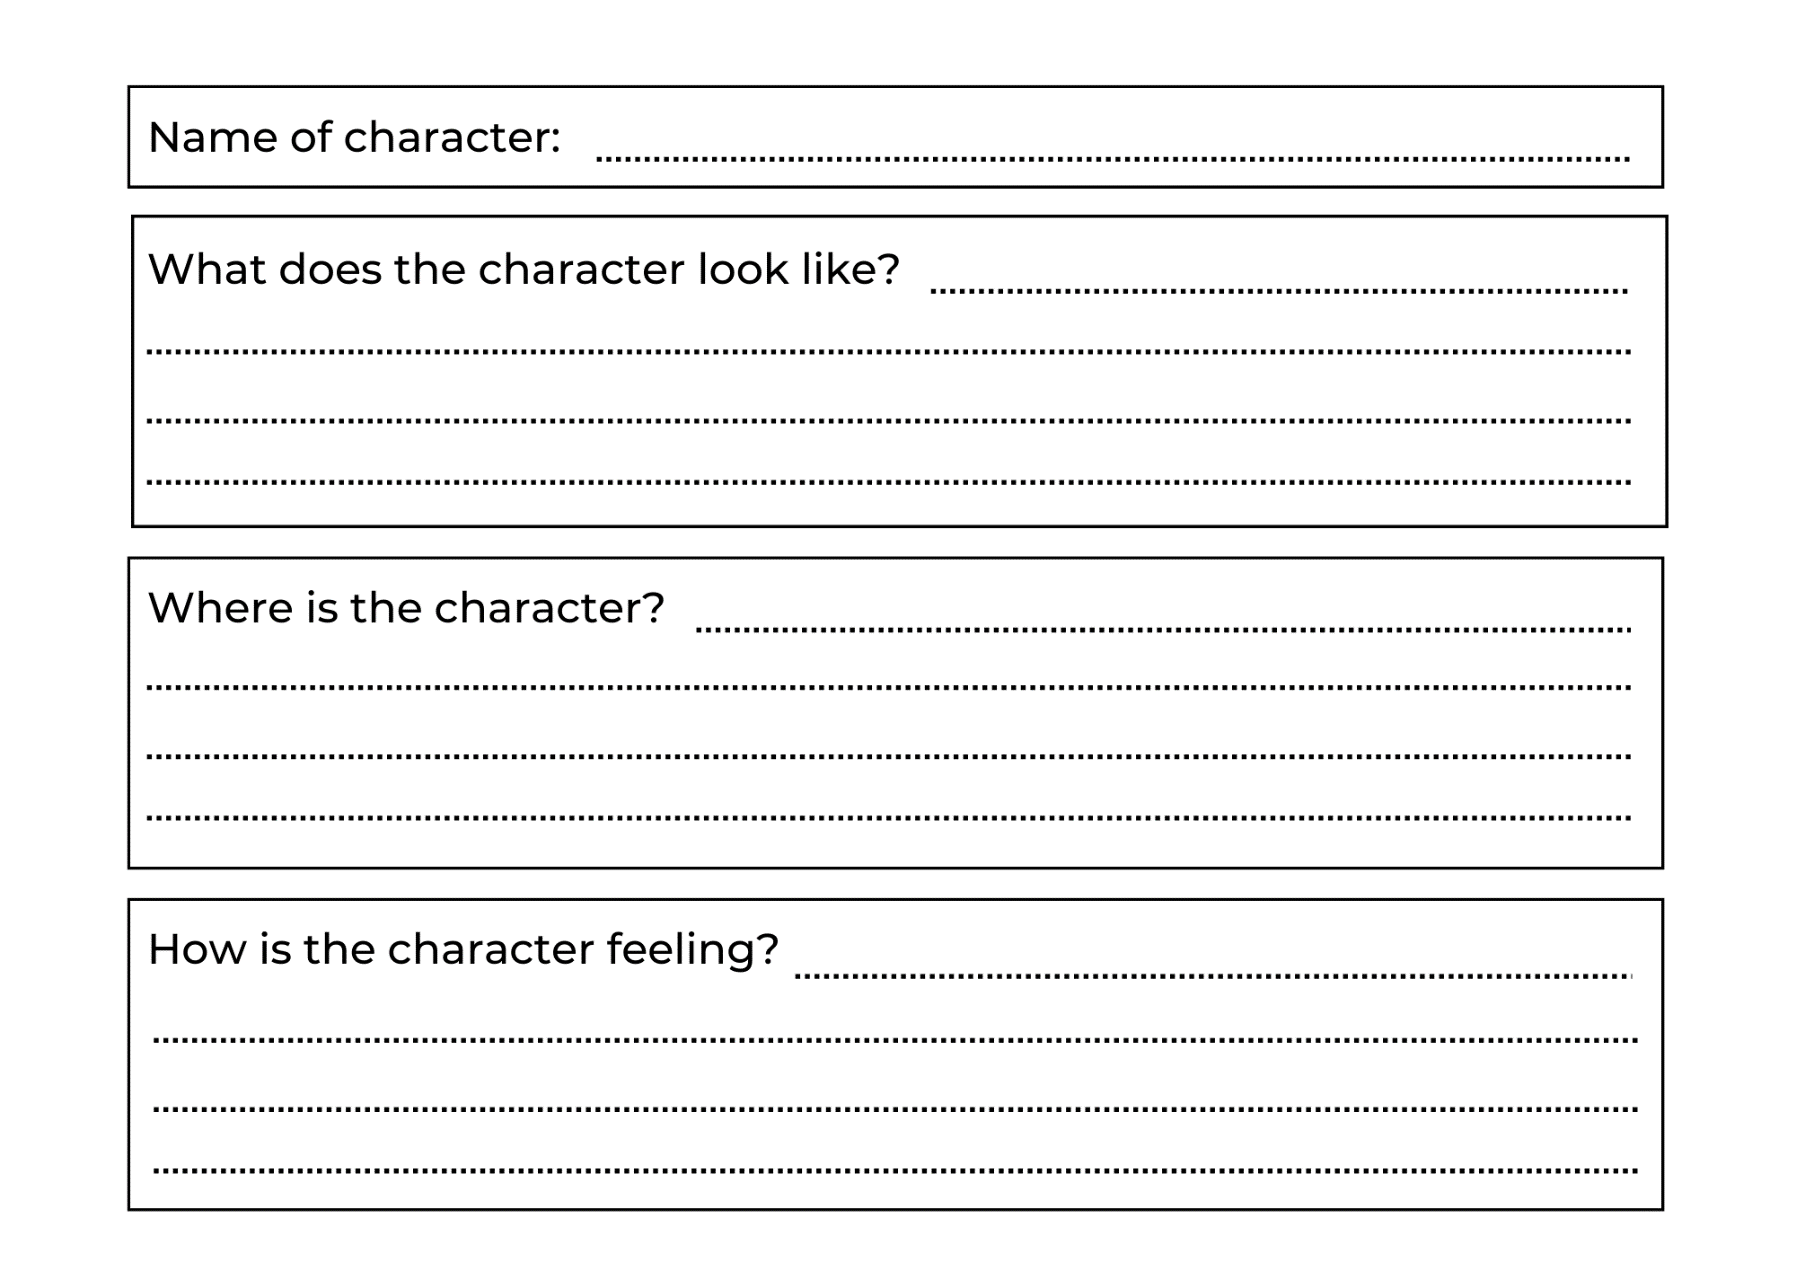 Name of character:
What does the character look like?
Where is the character?
How is the character feeling?